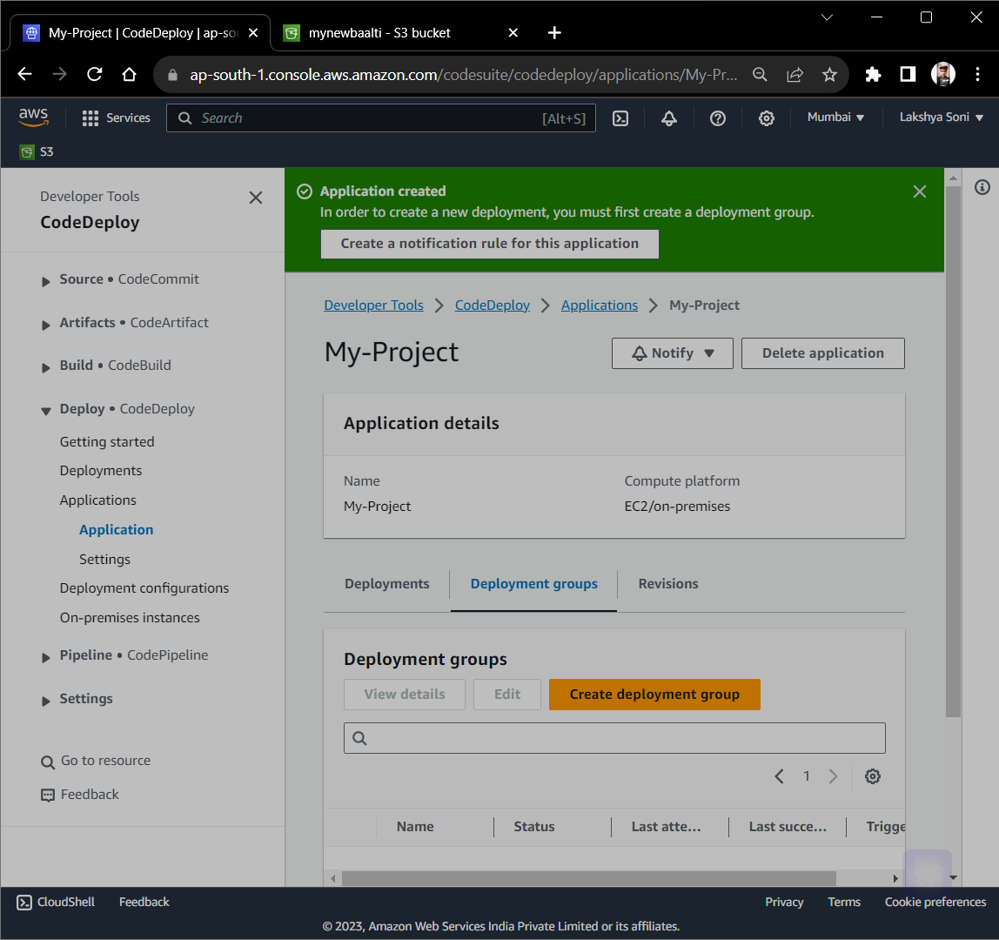 My-Project | CodeDeploy | ap-sou
mynewbaalti - S3 bucket
ap-south-1.console.aws.amazon.com/codesuite/codedeploy/applications/My-Pr...
aws
Services
Search
[Alt+S]
Mumbai
Lakshya Soni
S3
Developer Tools
CodeDeploy
Source • CodeCommit
Artifacts • CodeArtifact
Build • CodeBuild
Deploy • CodeDeploy
Getting started
Deployments
Applications
Application
Settings
Deployment configurations
On-premises instances
Pipeline • CodePipeline
Settings
Go to resource
Feedback
Application created
In order to create a new deployment, you must first create a deployment group.
Create a notification rule for this application
Developer Tools
CodeDeploy
Applications
My-Project
My-Project
Notify
Delete application
Application details
Name
My-Project
Compute platform
EC2/on-premises
Deployments
Deployment groups
Revisions
Deployment groups
View details
Edit
Create deployment group
1
Name
Status
Last atte...
Last succe...
Trigge
CloudShell
Feedback
Privacy
Terms
Cookie preferences
© 2023, Amazon Web Services India Private Limited or its affiliates.